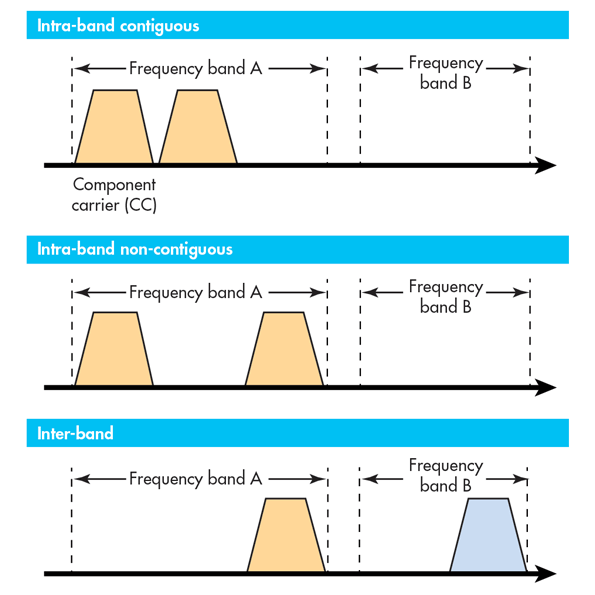 Intra-band contiguous
Frequency band A
Frequency
band B
Component
carrier (CC)
Intra-band non-contiguous
Frequency band A
Frequency
band B
Inter-band
Frequency band A
Frequency
band B